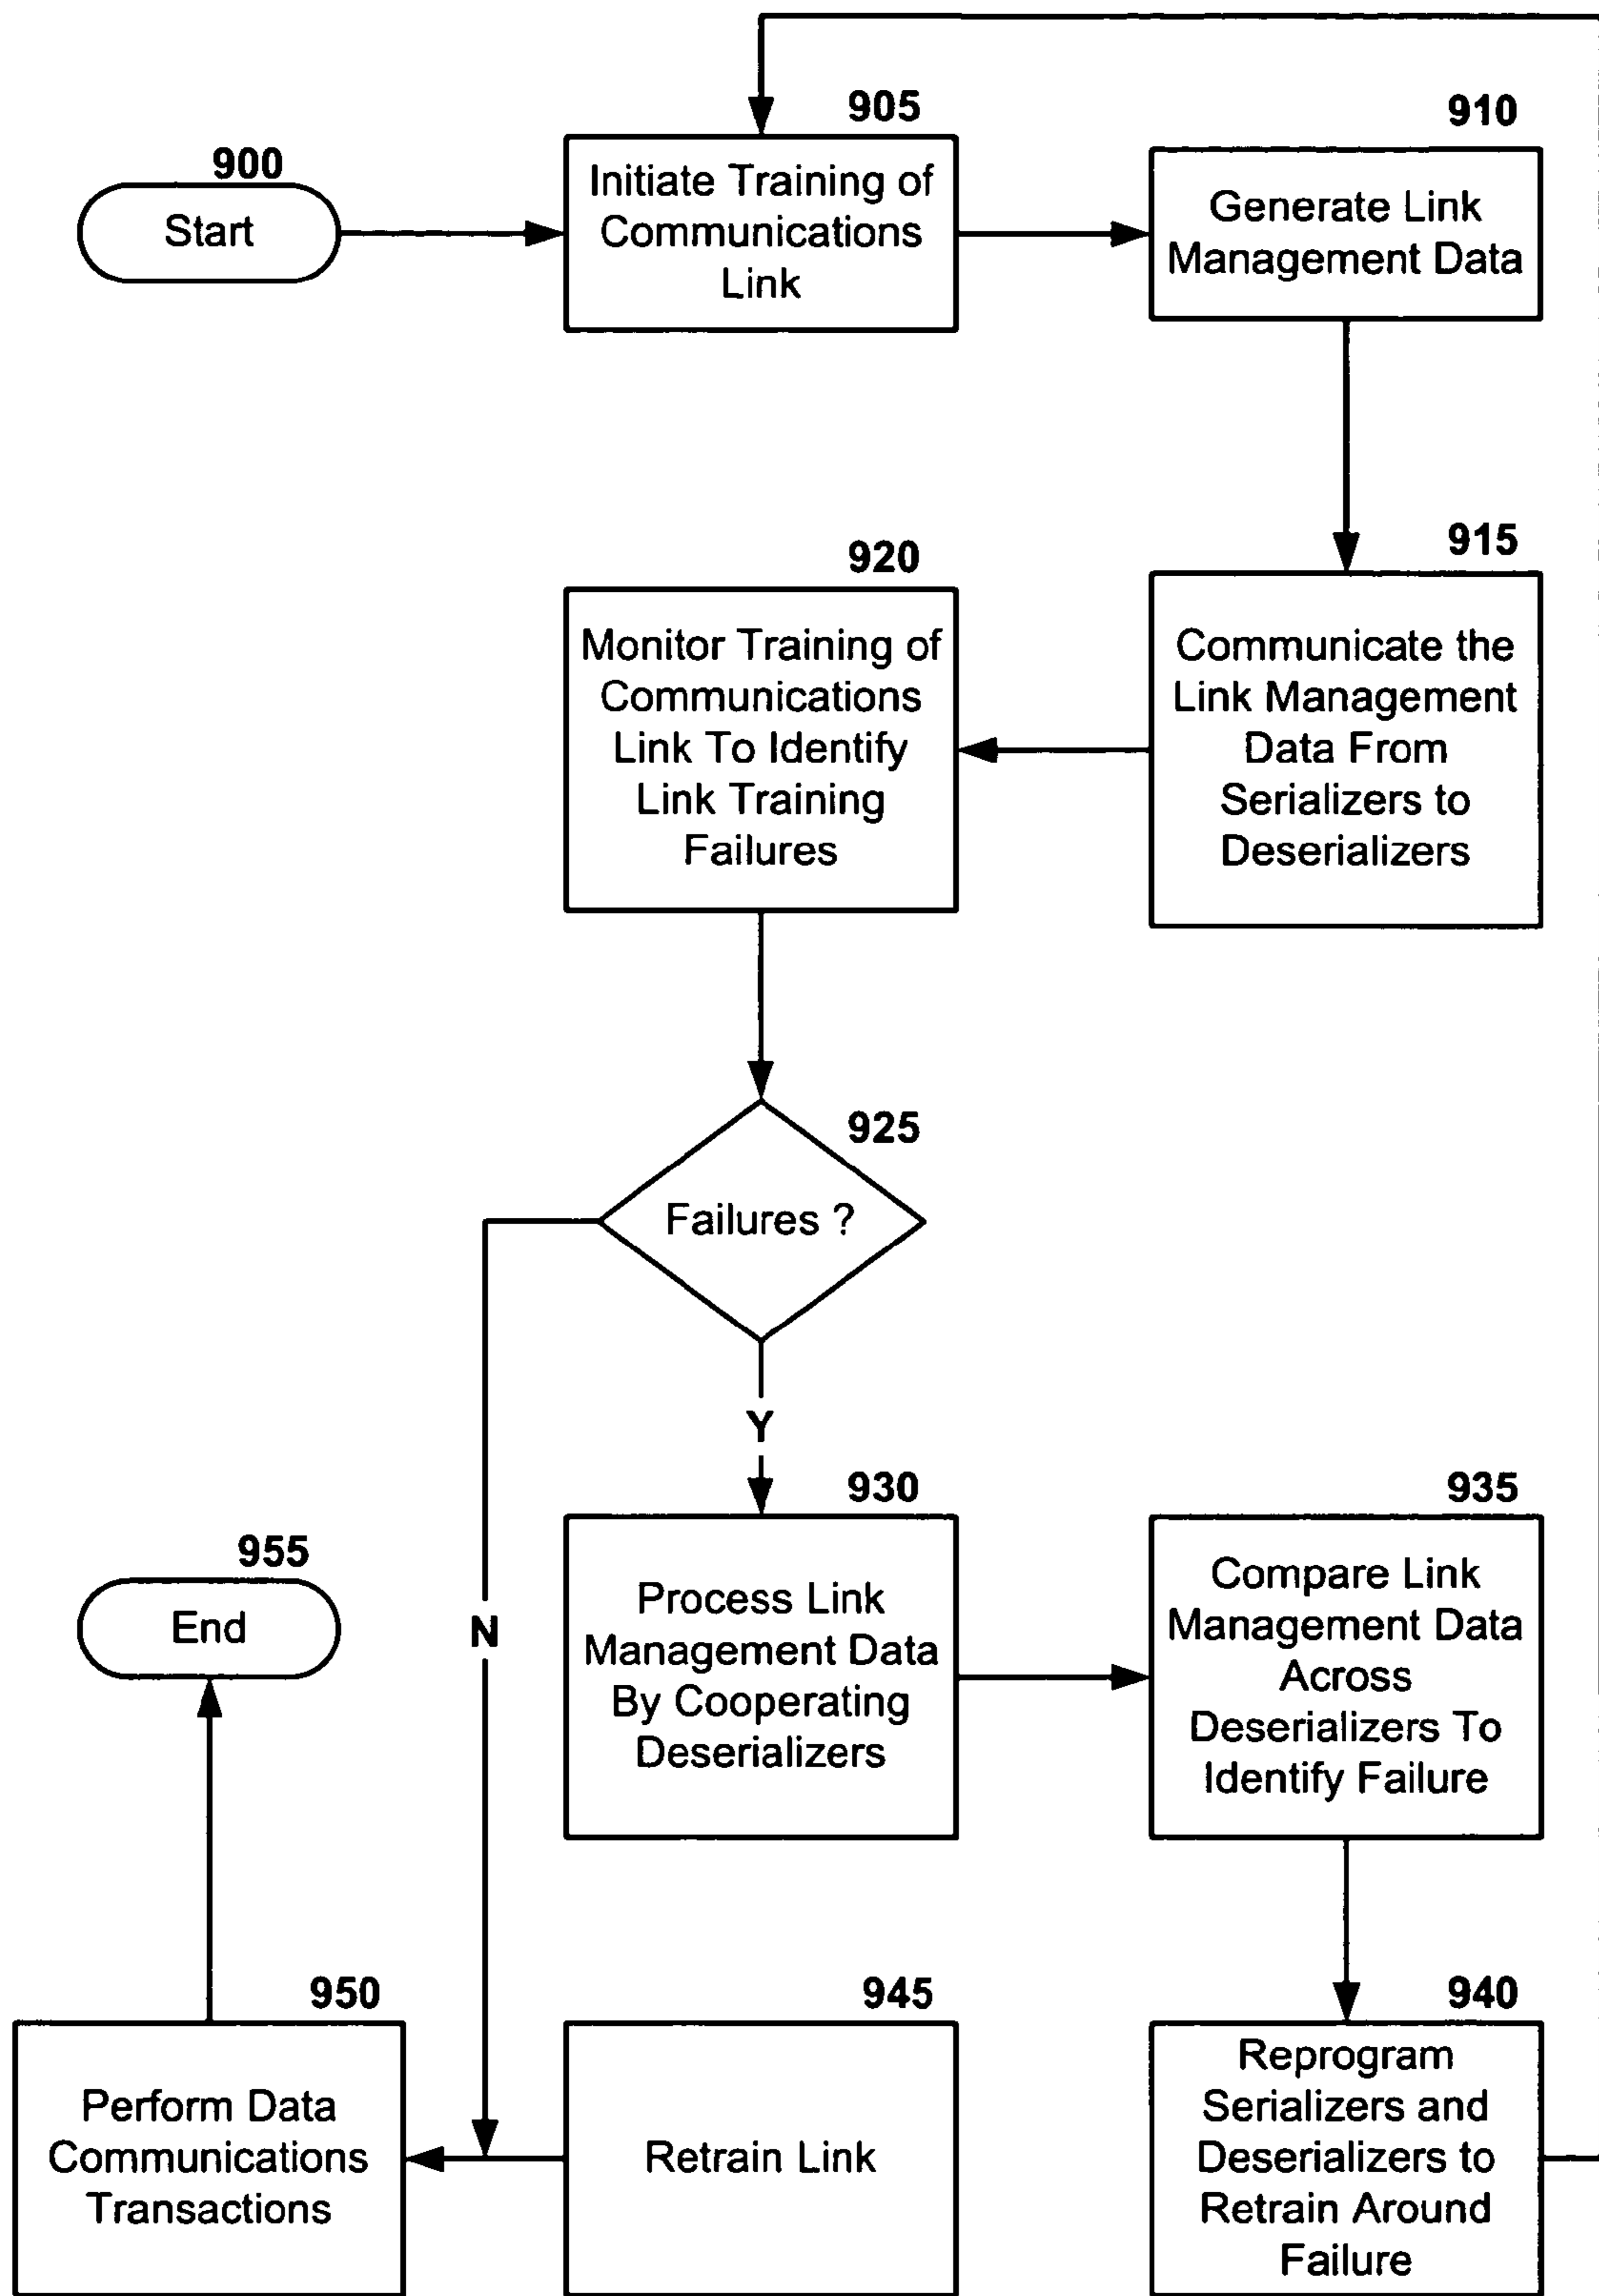 900
Start
905
Initiate Training of
Communications
Link
910
Generate Link
Management Data
915
Communicate the
Link Management
Data From
Serializers to
Deserializers
920
Monitor Training of
Communications
Link To Identify
Link Training
Failures
925
Failures ?
Y
N
930
Process Link
Management Data
By Cooperating
Deserializers
935
Compare Link
Management Data
Across
Deserializers To
Identify Failure
940
Reprogram
Serializers and
Deserializers to
Retrain Around
Failure
945
Retrain Link
950
Perform Data
Communications
Transactions
955
End